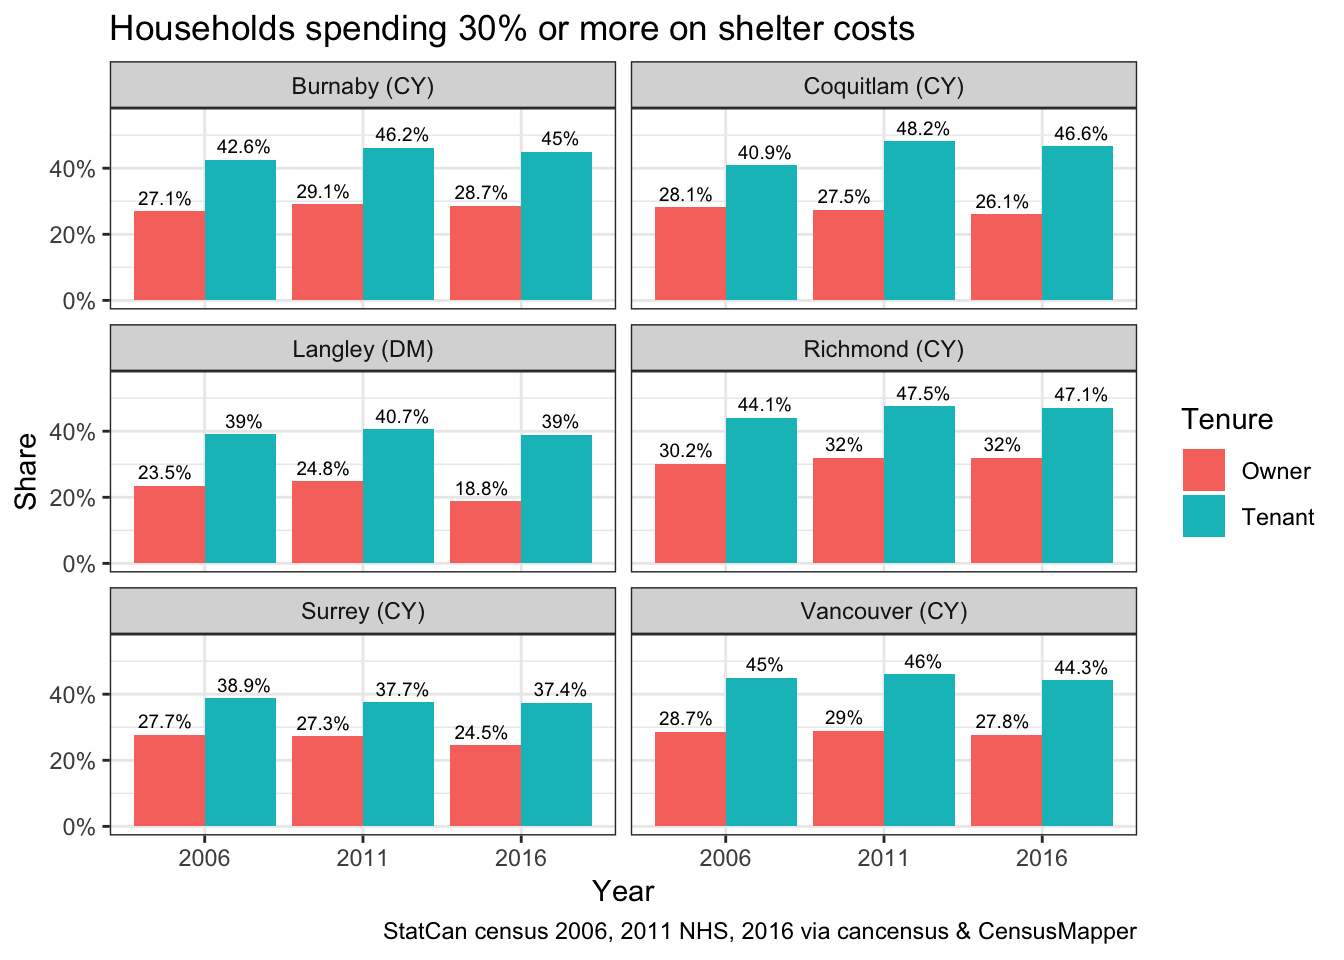 Households spending 30% or more on shelter costs
Burnaby (CY)
42.6% 46.2% 45%
27.1% 29.1% 28.7%
40%
20%
0%
Coquitlam (CY)
40.9% 48.2% 46.6%
28.1% 27.5% 26.1%
Langley (DM)
39% 40.7% 39%
23.5% 24.8% 18.8%
40%
20%
0%
Richmond (CY)
44.1% 47.5% 47.1%
30.2% 32% 32%
Surrey (CY)
38.9% 37.7% 37.4%
27.7% 27.3% 24.5%
40%
20%
0%
Vancouver (CY)
45% 46% 44.3%
28.7% 29% 27.8%
2006 2011 2016
2006 2011 2016
Share
Year
Tenure
Owner
Tenant
StatCan census 2006, 2011 NHS, 2016 via cancensus & CensusMapper